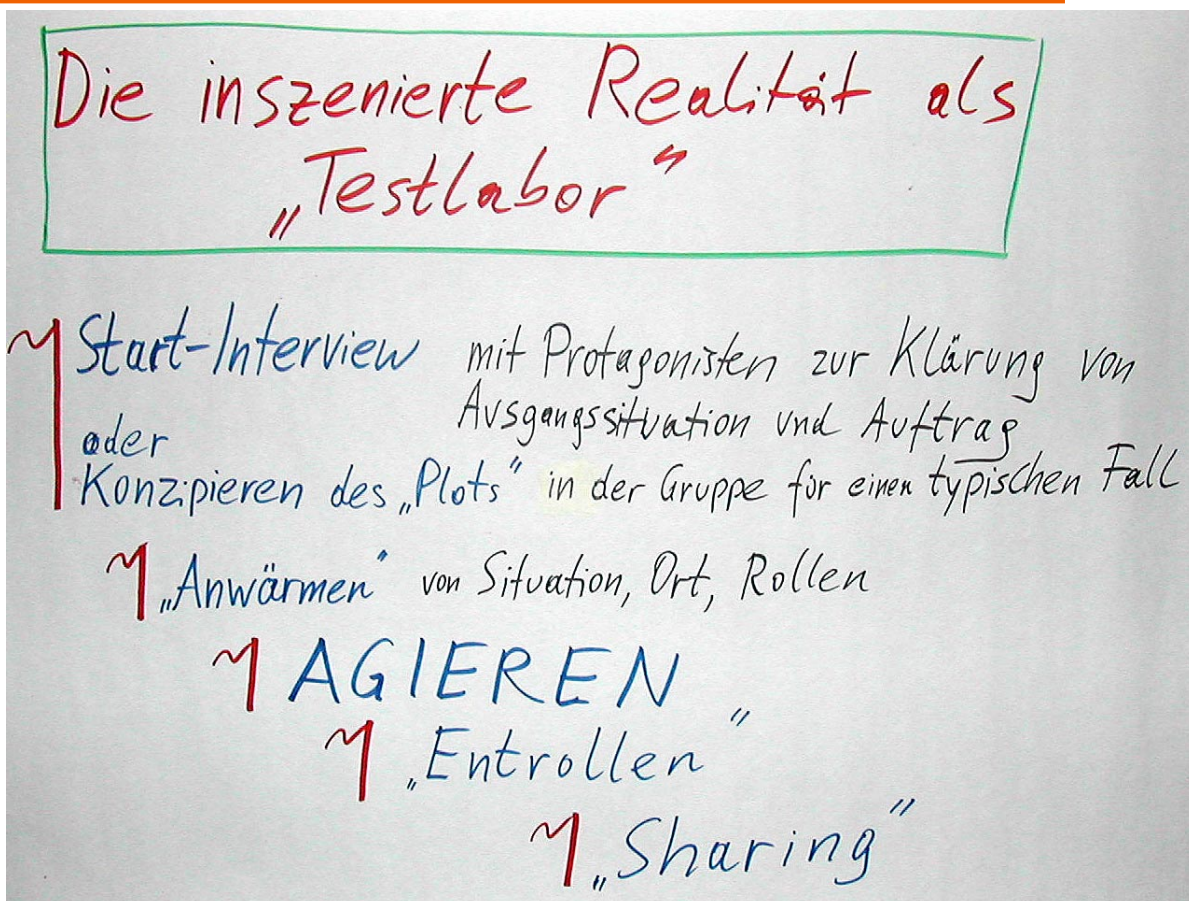 Die inszenierte Realität als
„Testlabor“
Start-Interview mit Protagonisten zur Klärung von
Ausgangssituation und Auftrag
oder
Konzipieren des „Plots“ in der Gruppe für einen typischen Fall
„Anwärmen“ von Situation, Ort, Rollen
AGIEREN
„Entrollen“
„Sharing“